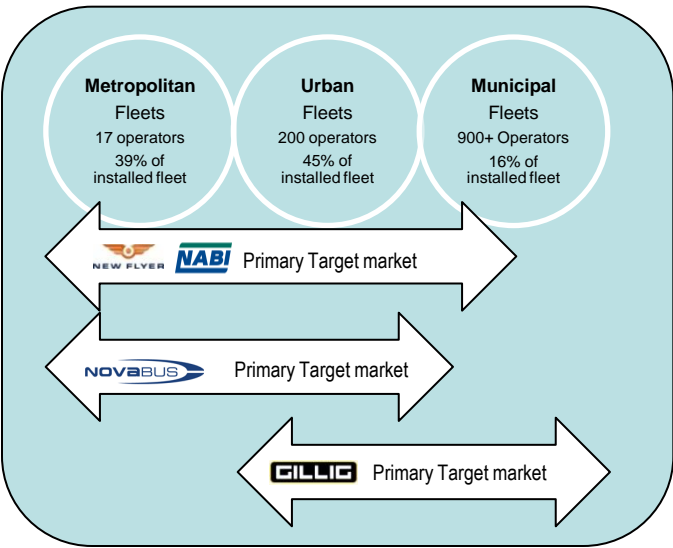 Metropolitan
Fleets
17 operators
39% of
installed fleet
Urban
Fleets
200 operators
45% of
installed fleet
Municipal
Fleets
900+ Operators
16% of
installed fleet
NEW FLYER NABI Primary Target market
NOVABUS Primary Target market
GILLIG Primary Target market